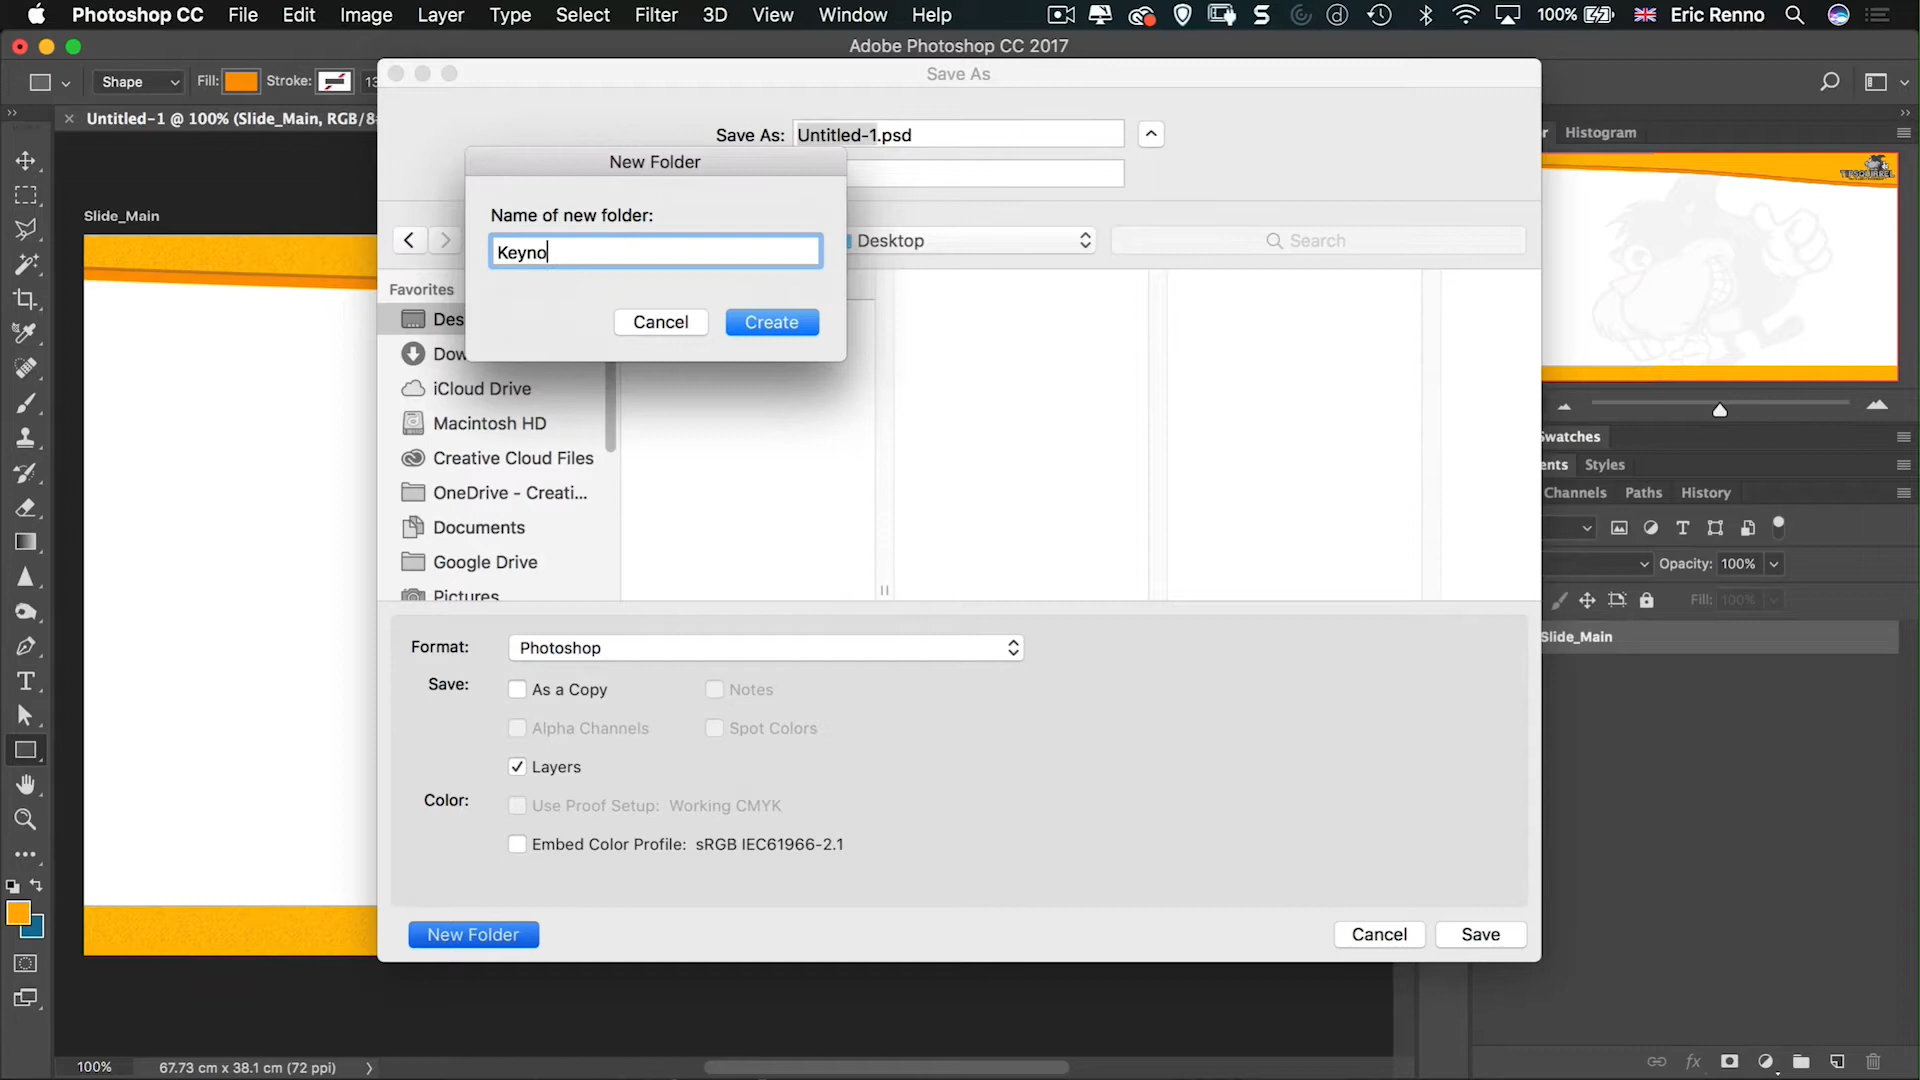 Photoshop CC File Edit Image Layer Type Select Filter 3D View Window Help 100% Eric Renno
Adobe Photoshop CC 2017
Shape Fill: Stroke: 13
Save As
Untitled-1 @ 100% (Slide_Main, RGB/8
Histogram
Save As: Untitled-1.psd
New Folder
Name of new folder:
Keyno
Cancel Create
Desktop
Search
Slide_Main
TIPSQUIRREL
Favorites
Des
Dow
iCloud Drive
Macintosh HD
Creative Cloud Files
OneDrive - Creati...
Documents
Google Drive
Pictures
Swatches
ents Styles
Channels Paths History
Opacity: 100%
Fill: 100%
Slide_Main
Format: Photoshop
Save: As a Copy Notes
Alpha Channels Spot Colors
Layers
Color: Use Proof Setup: Working CMYK
Embed Color Profile: sRGB IEC61966-2.1
New Folder Cancel Save
100% 67.73 cm x 38.1 cm (72 ppi)
fx